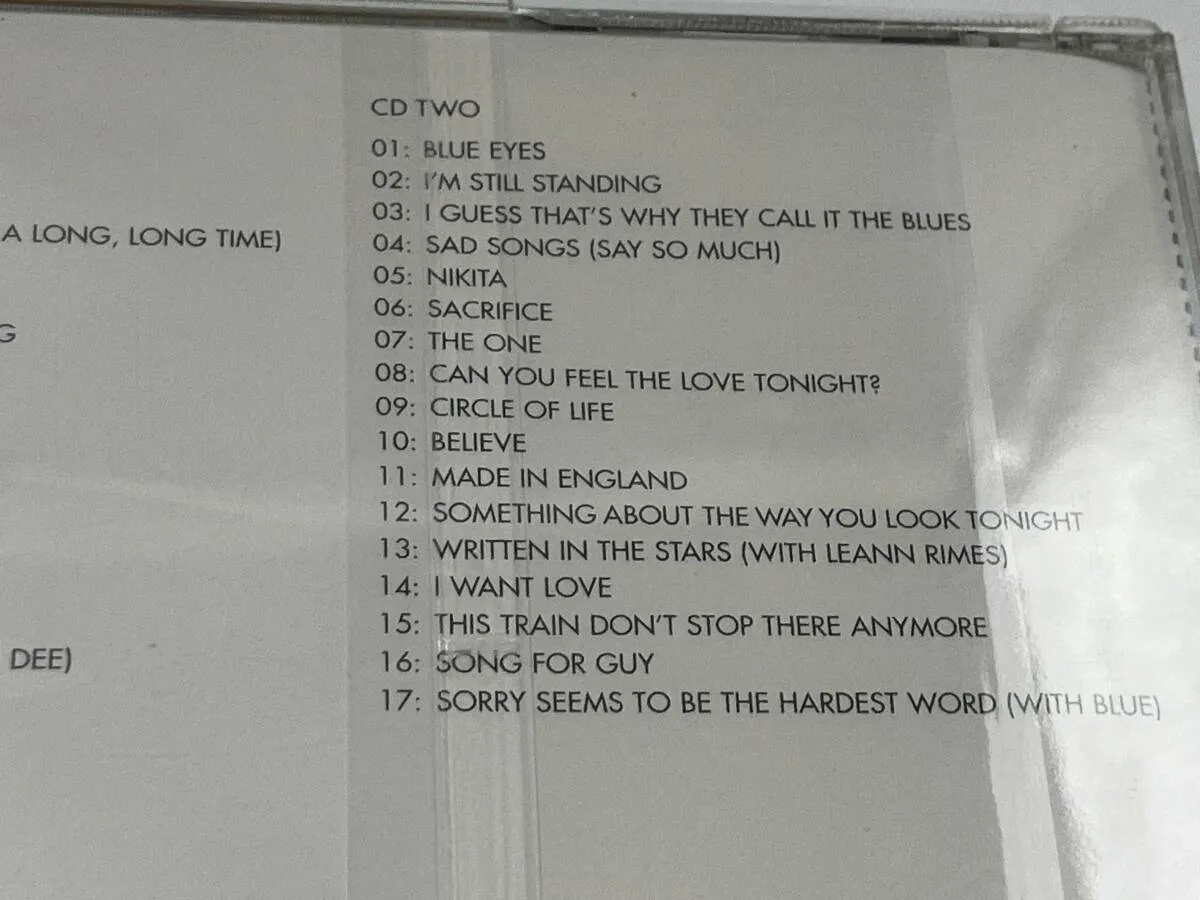 A LONG, LONG TIME)
G
DEE)
CD TWO
01: BLUE EYES
02: I'M STILL STANDING
03: I GUESS THAT'S WHY THEY CALL IT THE BLUES
04: SAD SONGS (SAY SO MUCH)
05: NIKITA
06: SACRIFICE
07: THE ONE
08: CAN YOU FEEL THE LOVE TONIGHT?
09: CIRCLE OF LIFE
10: BELIEVE
11: MADE IN ENGLAND
12: SOMETHING ABOUT THE WAY YOU LOOK TONIGHT
13: WRITTEN IN THE STARS (WITH LEANN RIMES)
14: I WANT LOVE
15: THIS TRAIN DON'T STOP THERE ANYMORE
16: SONG FOR GUY
17: SORRY SEEMS TO BE THE HARDEST WORD (WITH BLUE)